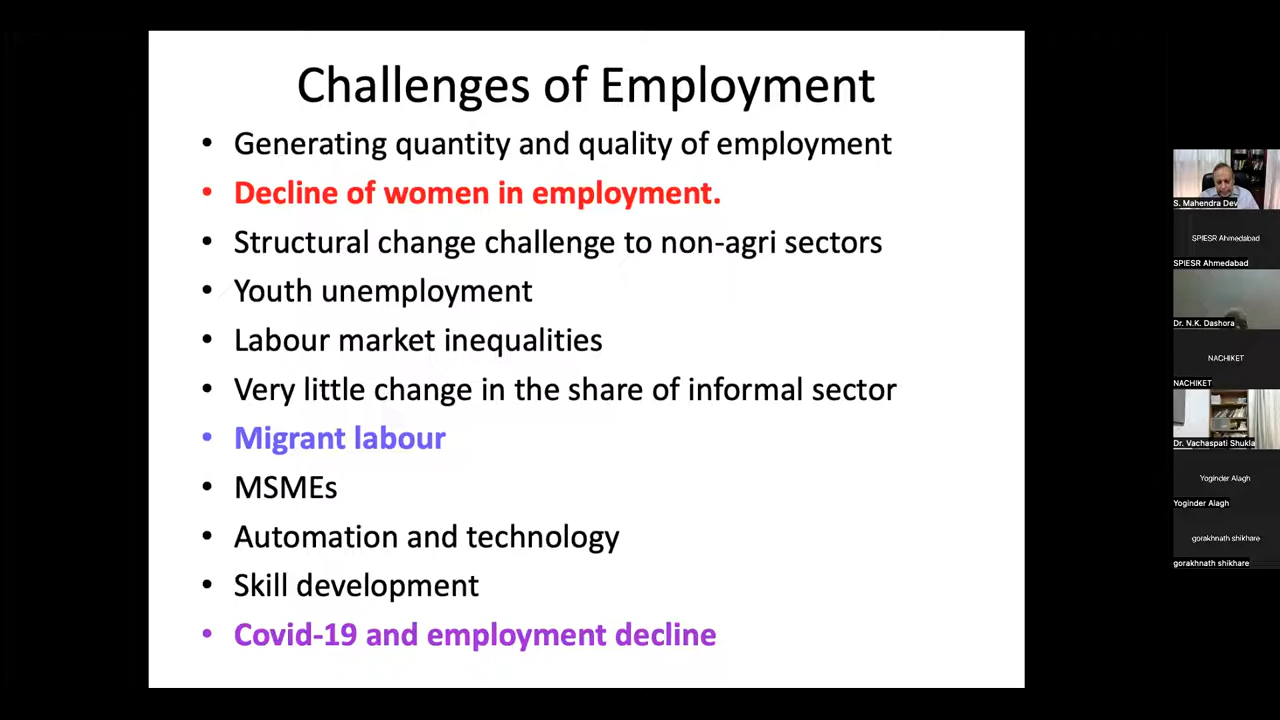 Challenges of Employment
• Generating quantity and quality of employment
• Decline of women in employment.
• Structural change challenge to non-agri sectors
• Youth unemployment
• Labour market inequalities
• Very little change in the share of informal sector
• Migrant labour
• MSMEs
• Automation and technology
• Skill development
• Covid-19 and employment decline
S. Mahendra Dev
SPIESR Ahmedabad
SPIESR Ahmedabad
Dr. N.K. Dashora
NACHIKET
NACHIKET
Dr. Vachaspati Shukla
Yoginder Alagh
Yoginder Alagh
gorakhnath shikhare
gorakhnath shikhare